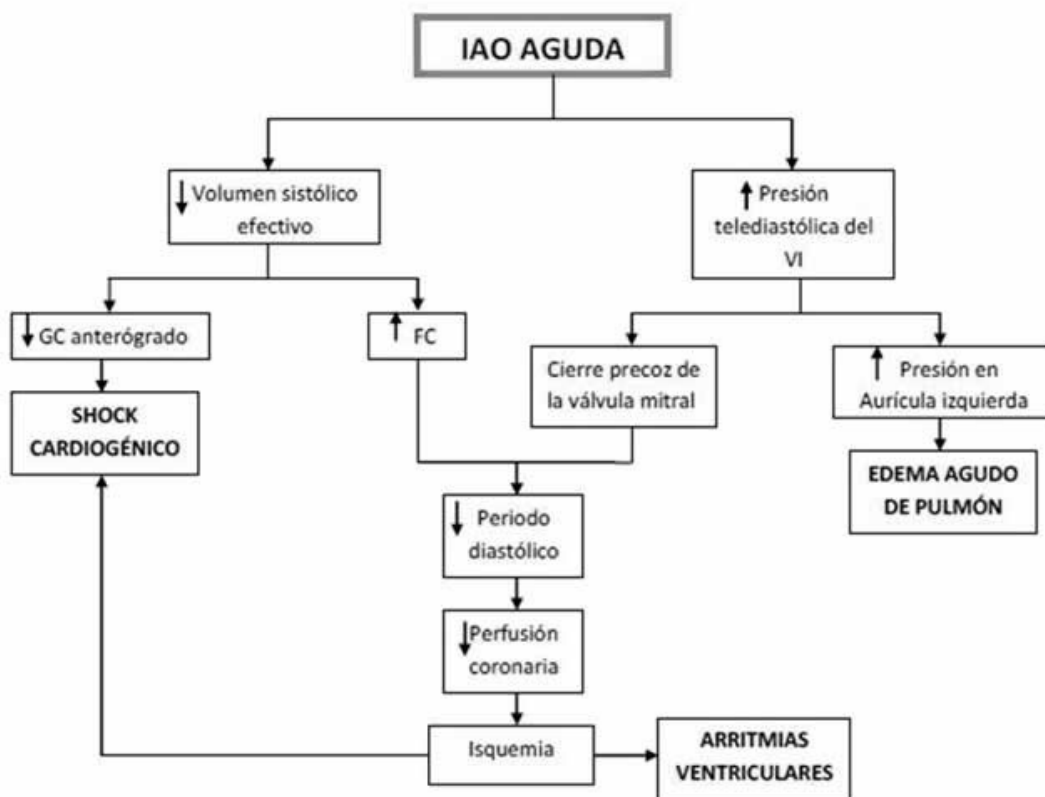 IAO AGUDA
↓ Volumen sistólico
efectivo
↑ Presión
telediastólica del
VI
↓ GC anterógrado
↑ FC
Cierre precoz de
la válvula mitral
↑ Presión en
Aurícula izquierda
SHOCK
CARDIOGÉNICO
EDEMA AGUDO
DE PULMÓN
↓ Periodo
diastólico
↓ Perfusión
coronaria
Isquemia
ARRITMIAS
VENTRICULARES